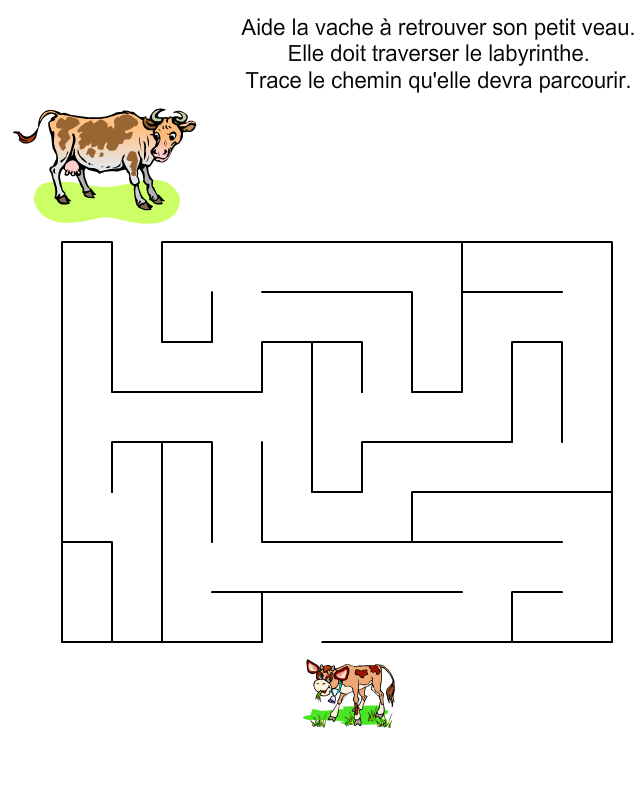 Aide la vache à retrouver son petit veau.
Elle doit traverser le labyrinthe.
Trace le chemin qu'elle devra parcourir.